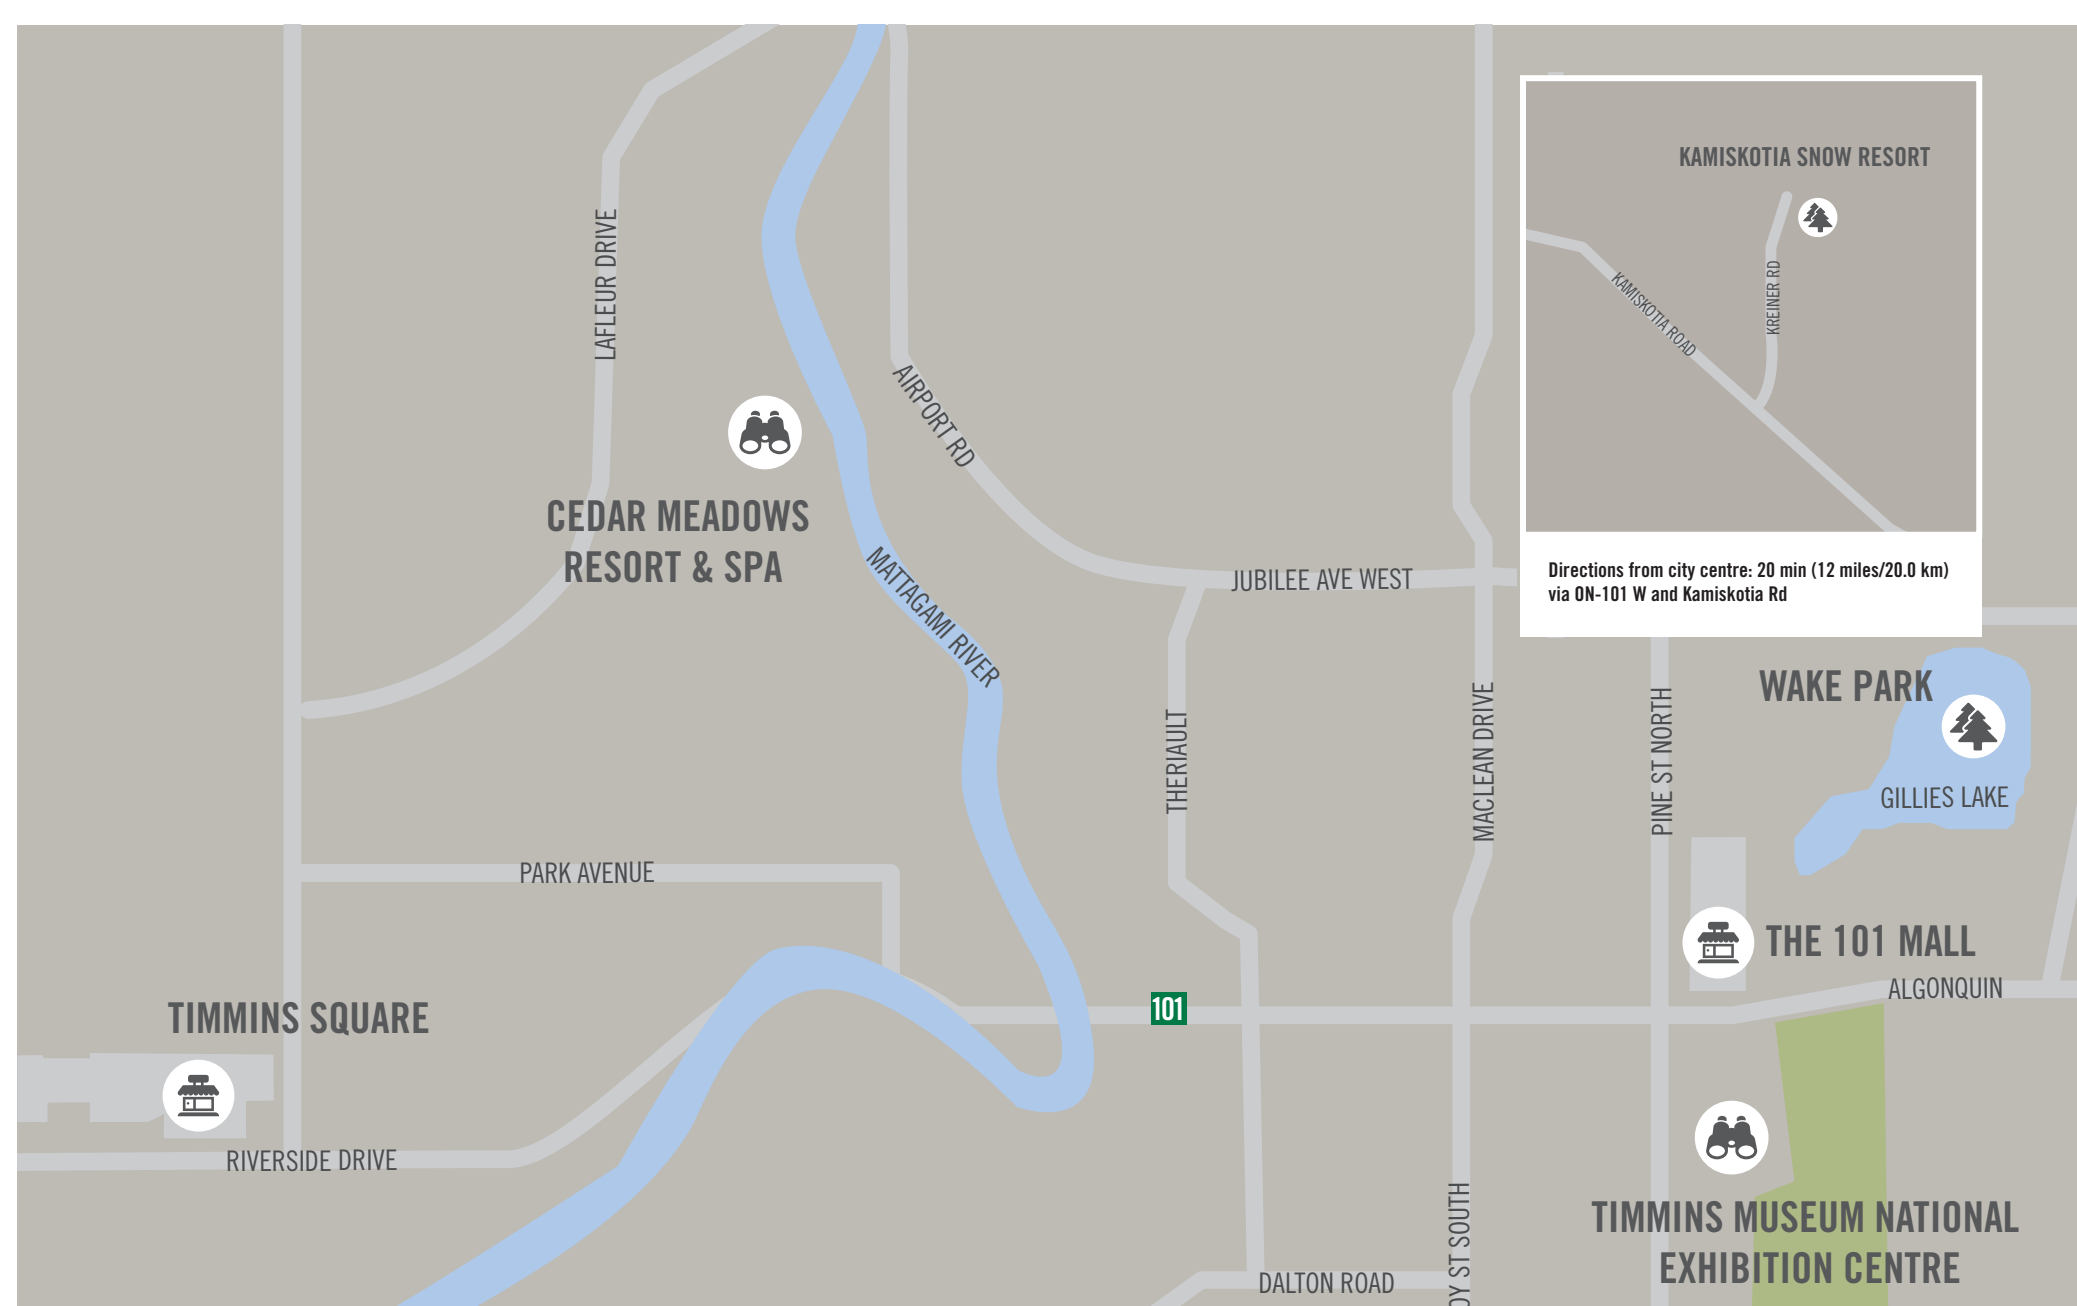 KAMISKOTIA SNOW RESORT
KAMISKOTIA ROAD
KREINER RD
Directions from city centre: 20 min (12 miles/20.0 km)
via ON-101 W and Kamiskotia Rd
LAFLEUR DRIVE
AIRPORT RD
CEDAR MEADOWS
RESORT & SPA
MATTAGAMI RIVER
JUBILEE AVE WEST
WAKE PARK
THERIAULT
MACLEAN DRIVE
PINE ST NORTH
GILLIES LAKE
PARK AVENUE
THE 101 MALL
ALGONQUIN
101
TIMMINS SQUARE
RIVERSIDE DRIVE
TIMMINS MUSEUM NATIONAL
EXHIBITION CENTRE
ST SOUTH
DALTON ROAD